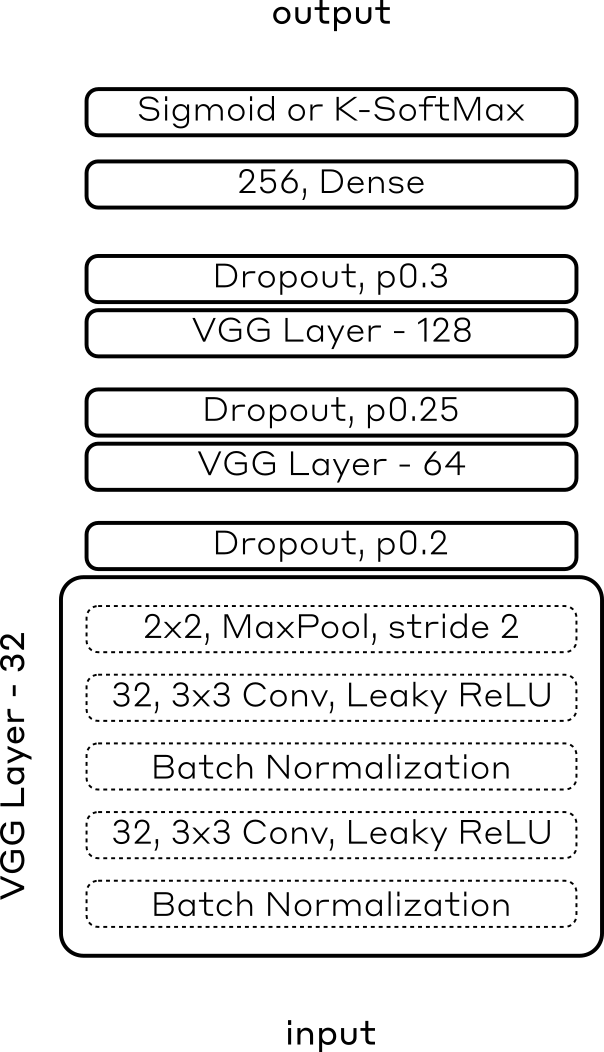 output
Sigmoid or K-SoftMax
256, Dense
Dropout, p0.3
VGG Layer - 128
Dropout, p0.25
VGG Layer - 64
Dropout, p0.2
VGG Layer - 32
2x2, MaxPool, stride 2
32, 3x3 Conv, Leaky ReLU
Batch Normalization
32, 3x3 Conv, Leaky ReLU
Batch Normalization
input